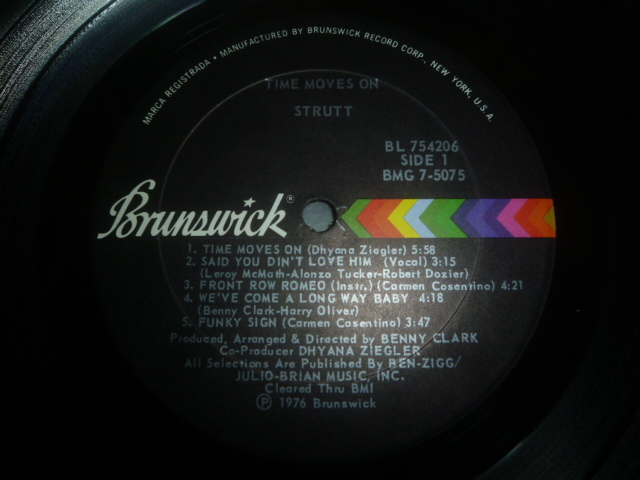 MARCA REGISTRADA • MANUFACTURED BY BRUNSWICK RECORD CORP., NEW YORK, U.S.A.
TIME MOVES ON
STRUTT
BL 754206
SIDE 1
BMG 7-5075
Brunswick®
1. TIME MOVES ON (Dhyana Ziegler) 5:58
2. SAID YOU DIN'T LOVE HIM (Vocal) 3:15
(Leroy McMath-Alonzo Tucker-Robert Dozier)
3. FRONT ROW ROMEO (Instr.) (Carmen Cosentino) 4:21
4. WE'VE COME A LONG WAY BABY 4:18
(Benny Clark-Harry Oliver)
5. FUNKY SIGN (Carmen Cosentino) 3:47
Produced, Arranged & Directed by BENNY CLARK
Co-Producer DHYANA ZIEGLER
All Selections Are Published By BEN-ZIGG/
JULIO-BRIAN MUSIC, INC.
Cleared Thru BMI
℗ 1976 Brunswick